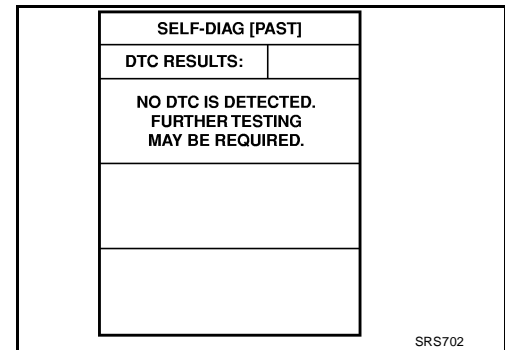 SELF-DIAG [PAST]
DTC RESULTS:
NO DTC IS DETECTED.
FURTHER TESTING
MAY BE REQUIRED.
SRS702